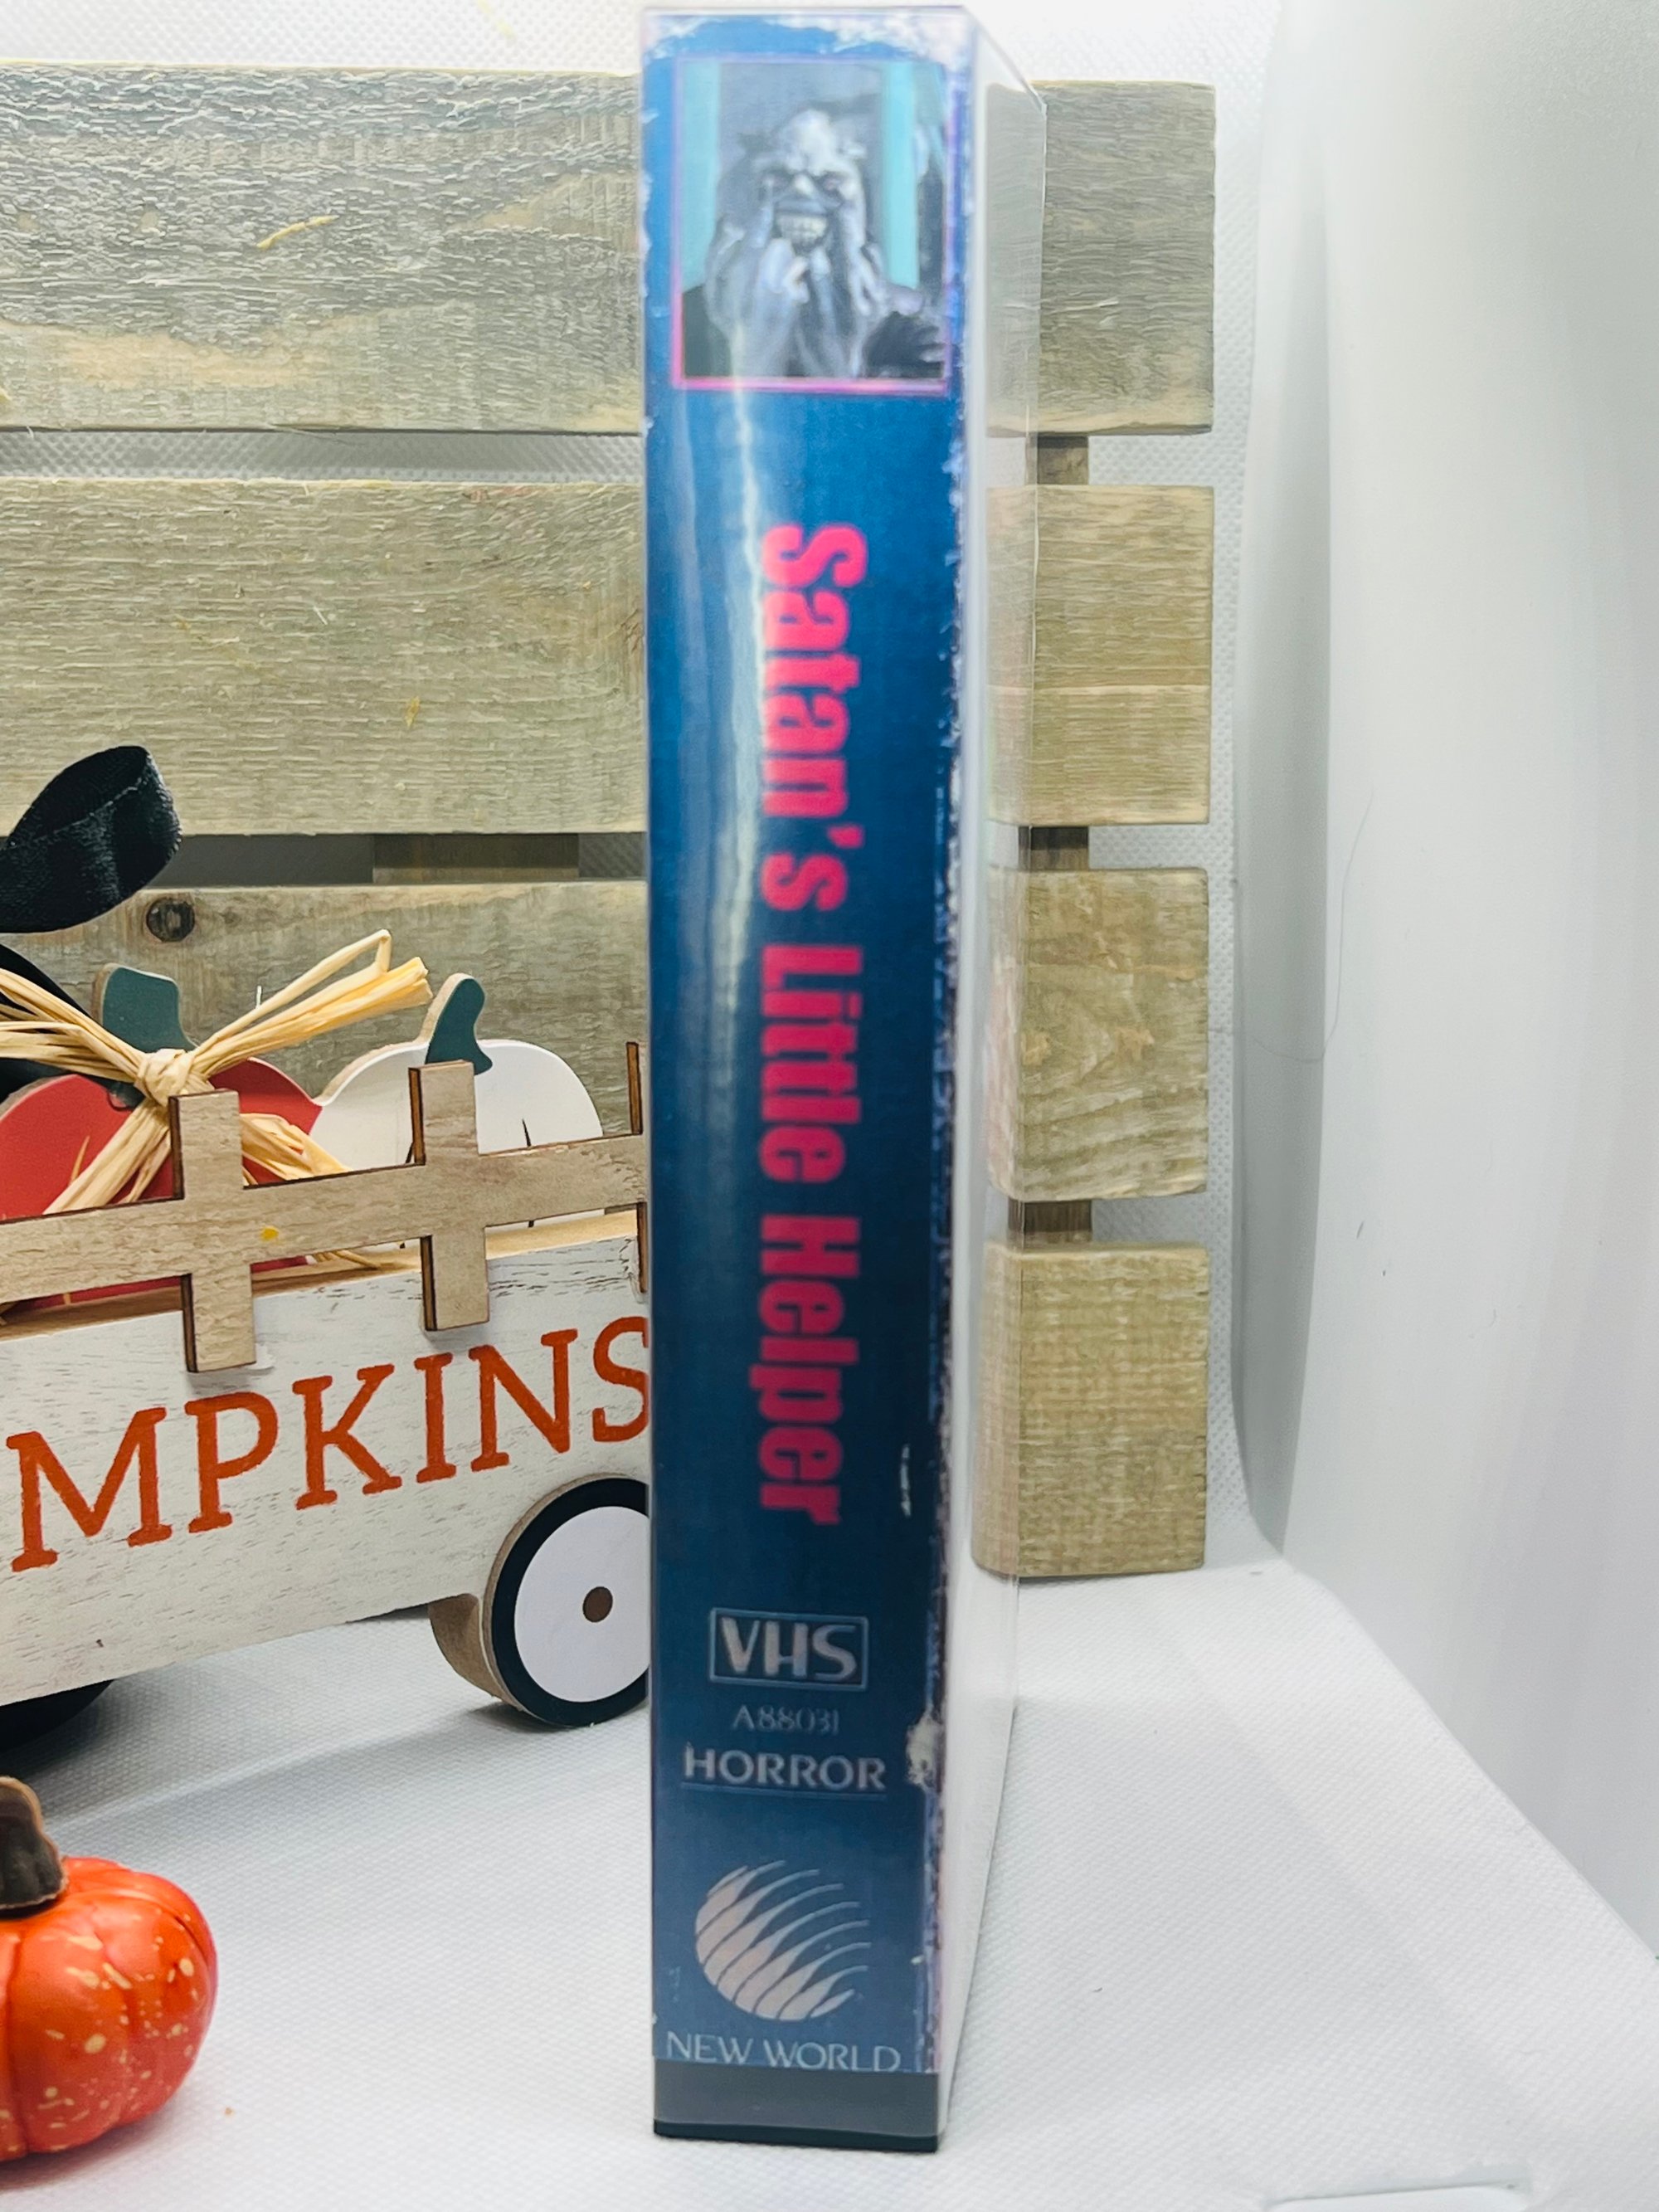 Satan's Little Helper
VHS
A88031
HORROR
NEW WORLD
MPKINS